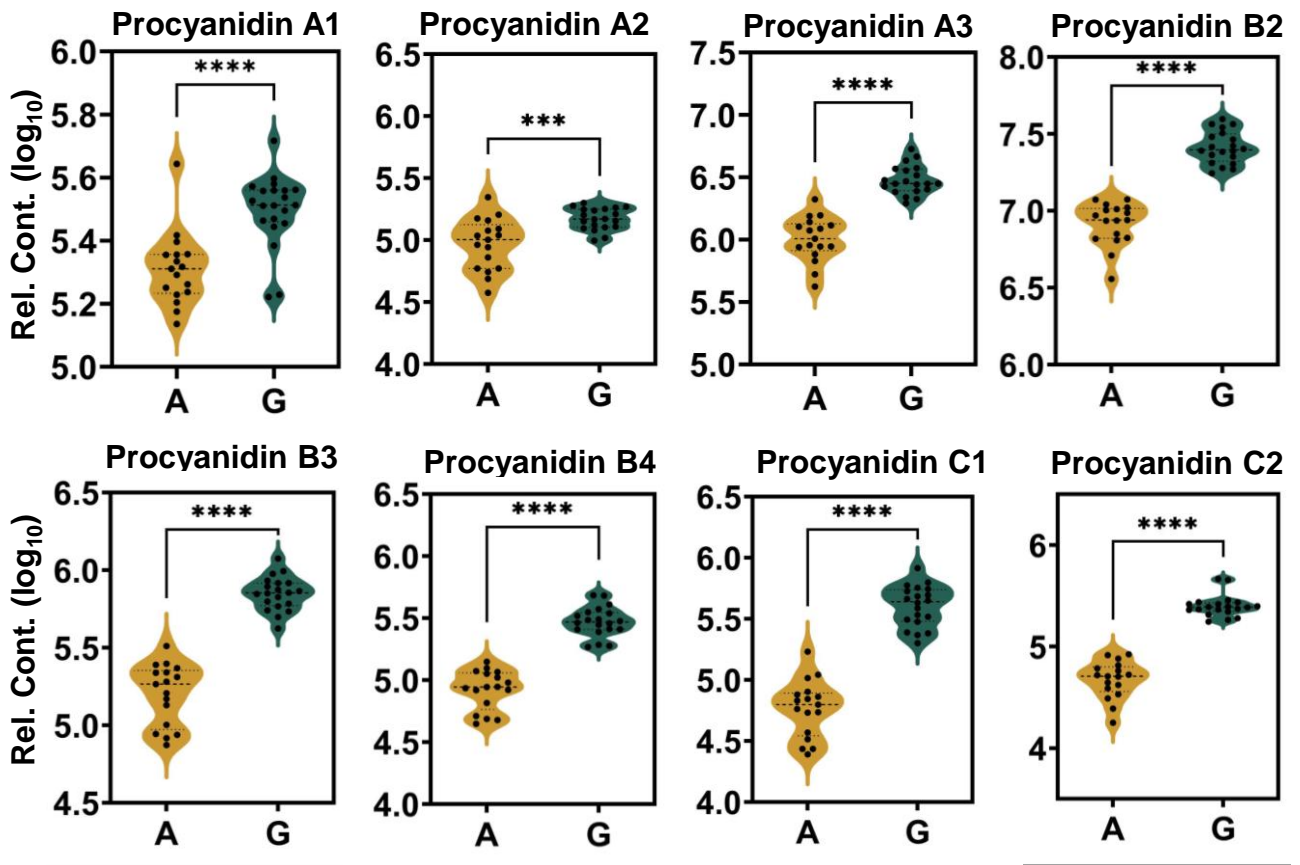 Procyanidin A1
Rel. Cont. (log10)
6.0
5.8
5.6
5.4
5.2
5.0
****
A G
Procyanidin A2
6.5
6.0
5.5
5.0
4.5
4.0
***
A G
Procyanidin A3
7.5
7.0
6.5
6.0
5.5
5.0
****
A G
Procyanidin B2
8.0
7.5
7.0
6.5
6.0
****
A G
Procyanidin B3
Rel. Cont. (log10)
6.5
6.0
5.5
5.0
4.5
****
A G
Procyanidin B4
6.5
6.0
5.5
5.0
4.5
4.0
****
A G
Procyanidin C1
6.5
6.0
5.5
5.0
4.5
4.0
****
A G
Procyanidin C2
6
5
4
****
A G